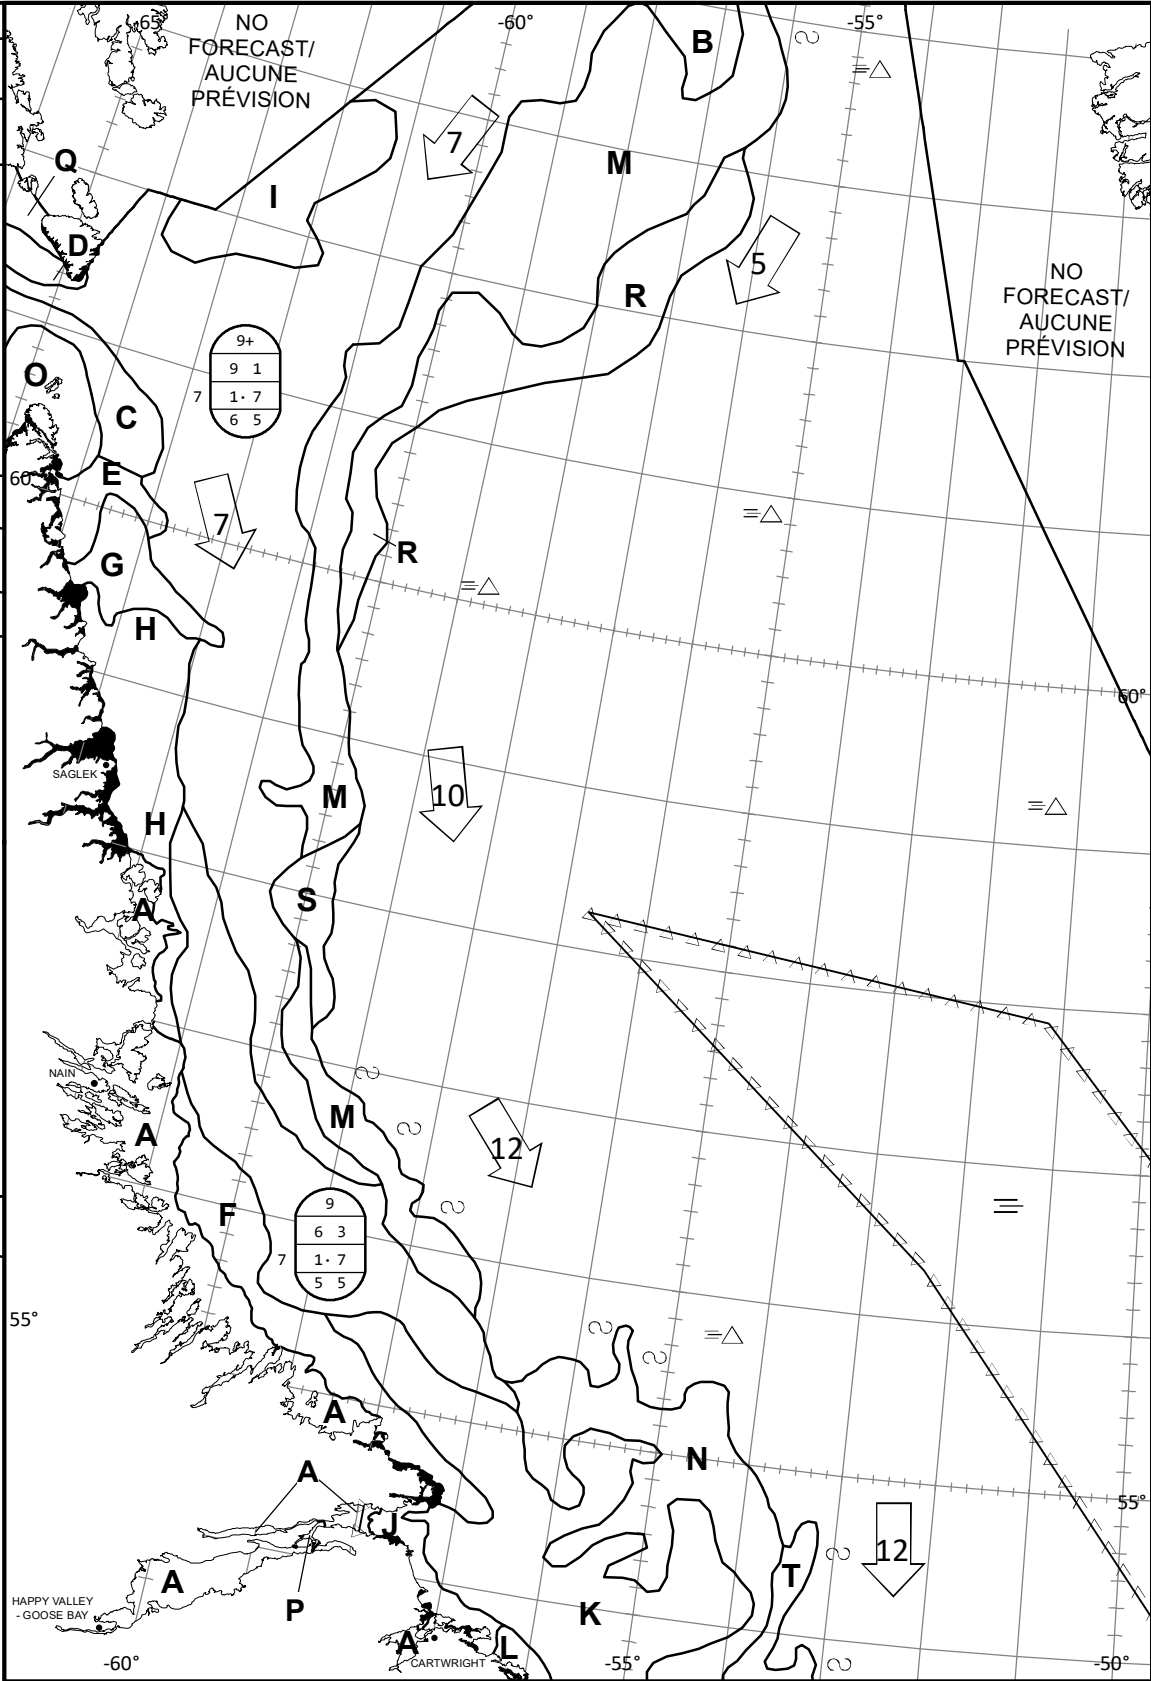 -65°
NO
FORECAST/
AUCUNE
PRÉVISION
-60°
-55°
B
7
M
Q
I
D
5
R
NO
FORECAST/
AUCUNE
PRÉVISION
9+
9 1
7 1· 7
6 5
O
C
E
60°
7
G
R
H
60°
SAGLEK
M
10
H
S
A
NAIN
M
A
12
F
9
6 3
7 1· 7
5 5
55°
A
A
N
55°
J
12
A
T
HAPPY VALLEY
- GOOSE BAY
P
K
A
L
CARTWRIGHT
-60°
-55°
-50°